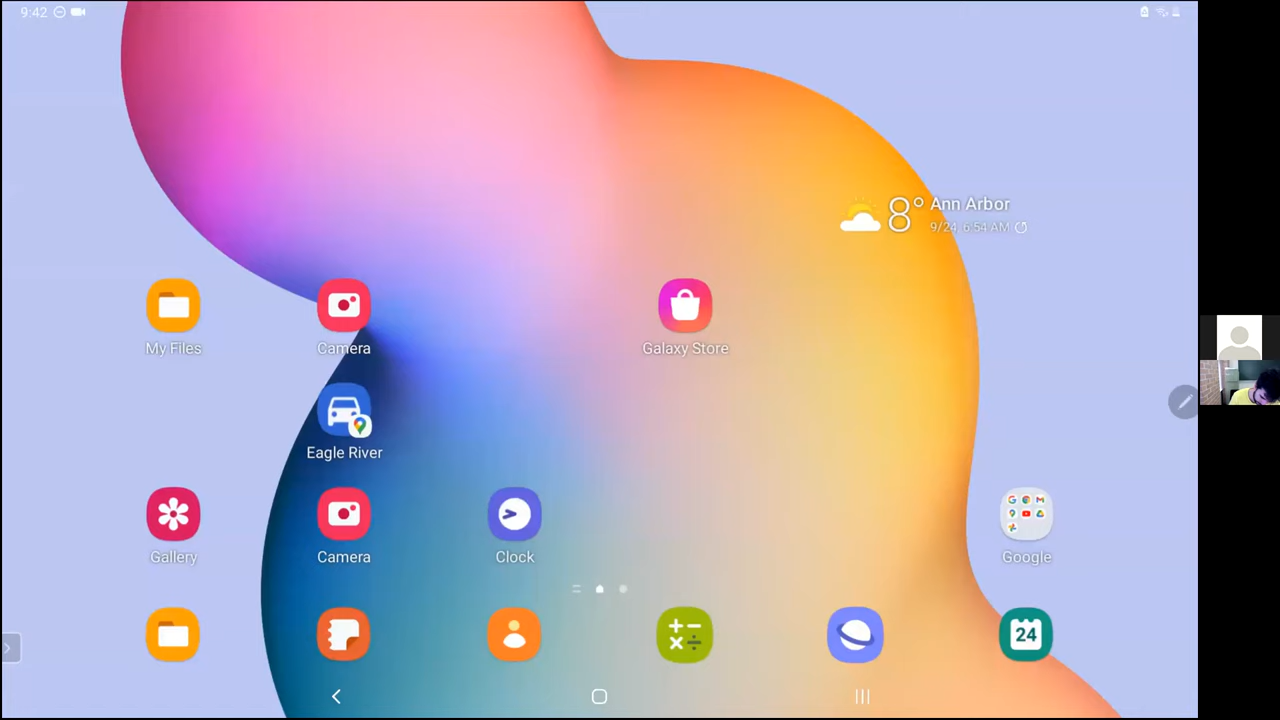 9:42
8° Ann Arbor
9/24 6:54 AM
My Files
Camera
Galaxy Store
Eagle River
Gallery
Camera
Clock
Google
24